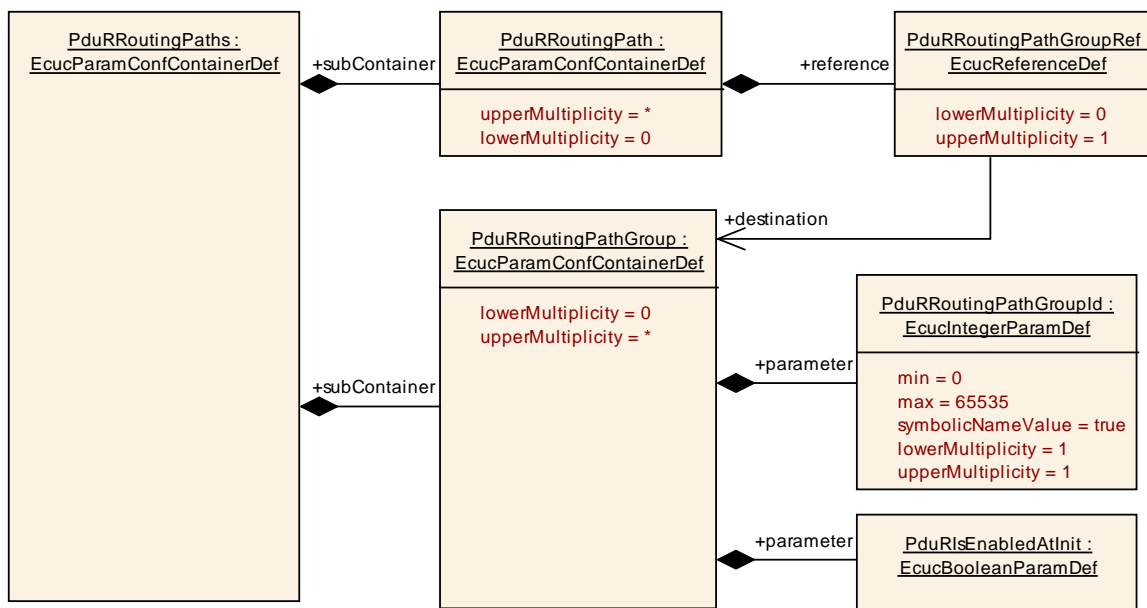 PduRRoutingPaths :
EcucParamConfContainerDef
+subContainer
PduRRoutingPath :
EcucParamConfContainerDef
upperMultiplicity = *
lowerMultiplicity = 0
+reference
PduRRoutingPathGroupRef :
EcucReferenceDef
lowerMultiplicity = 0
upperMultiplicity = 1
+destination
PduRRoutingPathGroup :
EcucParamConfContainerDef
lowerMultiplicity = 0
upperMultiplicity = *
+subContainer
+parameter
PduRRoutingPathGroupId :
EcucIntegerParamDef
min = 0
max = 65535
symbolicNameValue = true
lowerMultiplicity = 1
upperMultiplicity = 1
+parameter
PduRIsEnabledAtInit :
EcucBooleanParamDef